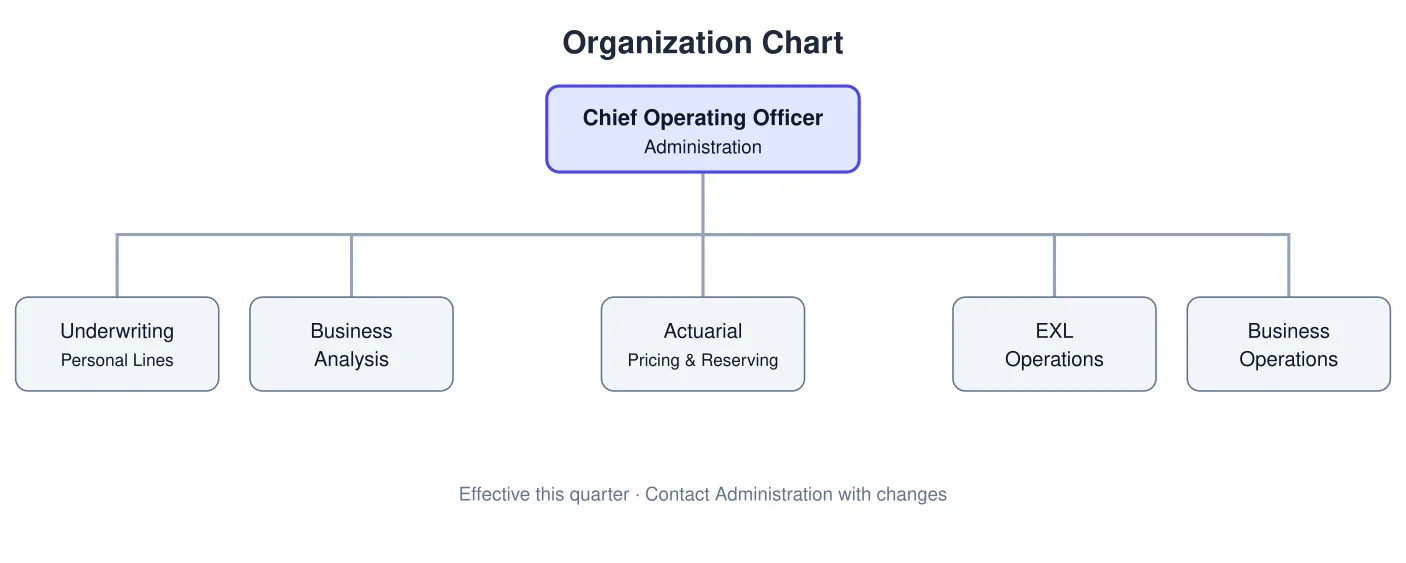 Organization Chart
Chief Operating Officer
Administration
Underwriting
Personal Lines
Business
Analysis
Actuarial
Pricing & Reserving
EXL
Operations
Business
Operations
Effective this quarter · Contact Administration with changes